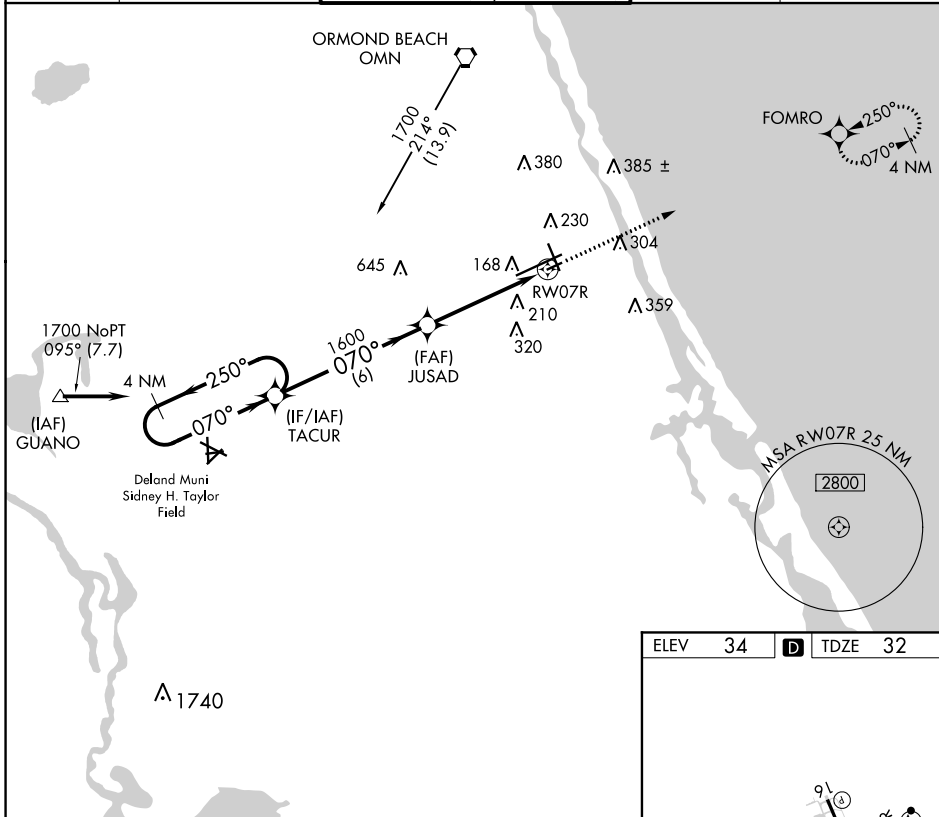 ORMOND BEACH
OMN
1700
214°
(13.9)
FOMRO
250°
070°
4 NM
380
385 ±
230
304
645
168
RW07R
210
359
320
1700 NoPT
095° (7.7)
1600
070°
(6)
(FAF)
JUSAD
4 NM
250°
070°
(IAF)
GUANO
(IF/IAF)
TACUR
Deland Muni
Sidney H. Taylor
Field
MSA RW07R 25 NM
2800
1740
ELEV 34 D TDZE 32
16
P